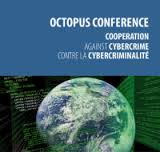 OCTOPUS CONFERENCE
COOPERATION
AGAINST CYBERCRIME
CONTRE LA CYBERCRIMINALITÉ